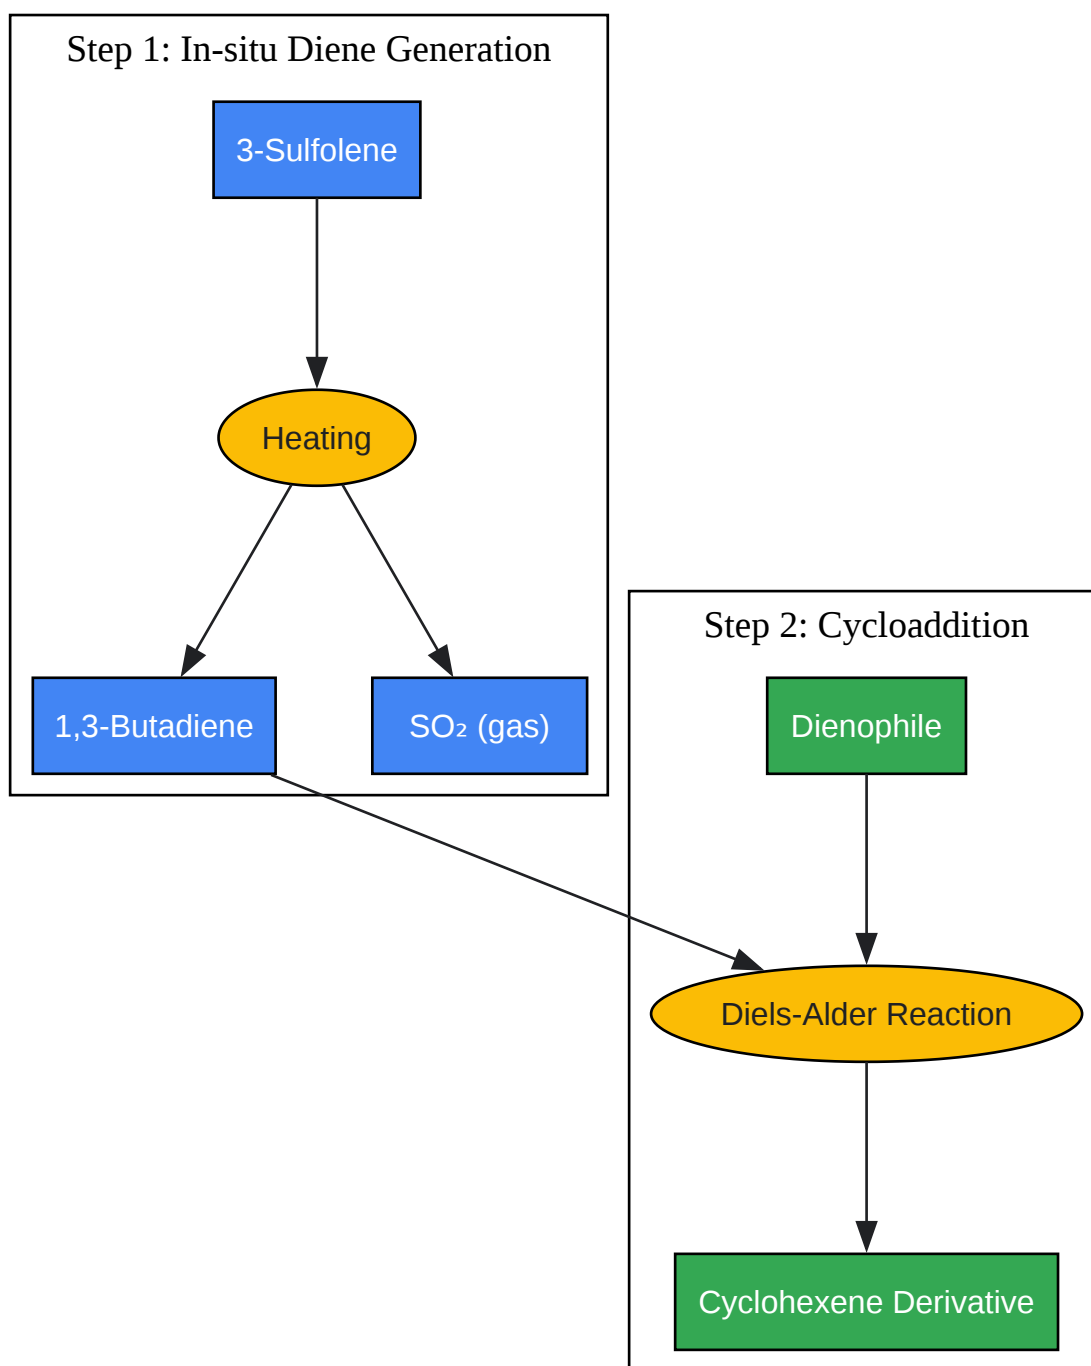 Step 1: In-situ Diene Generation
3-Sulfolene
Heating
1,3-Butadiene
SO₂ (gas)
Step 2: Cycloaddition
Dienophile
Diels-Alder Reaction
Cyclohexene Derivative